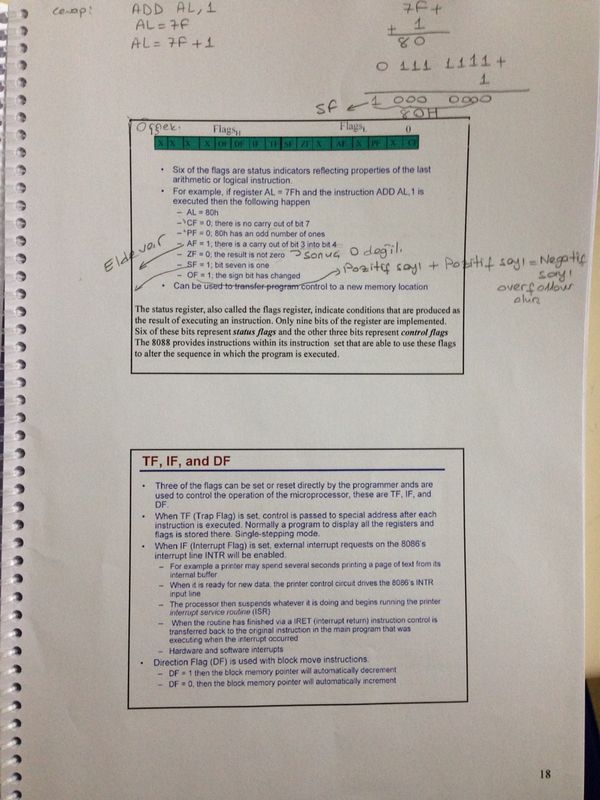 cevap: ADD AL,1
AL=7F
AL=7F+1
7F+
+ 1
80
0 111 1111+
1
SF ← 1 000 0000
80H
Flags H Flags L 0
X X X X OF DF IF TF SF ZF X AF X PF X CF
• Six of the flags are status indicators reflecting properties of the last
arithmetic or logical instruction.
• For example, if register AL = 7Fh and the instruction ADD AL,1 is
executed then the following happen
– AL = 80h
– CF = 0; there is no carry out of bit 7
– PF = 0; 80h has an odd number of ones
Elde var
– AF = 1; there is a carry out of bit 3 into bit 4
– ZF = 0; the result is not zero → sonuç 0 değil.
– SF = 1; bit seven is one
– OF = 1; the sign bit has changed → Pozitif sayı + Pozitif sayı = Negatif
sayı
• Can be used to transfer program control to a new memory location
olur
The status register, also called the flags register, indicate conditions that are produced as
the result of executing an instruction. Only nine bits of the register are implemented.
Six of these bits represent status flags and the other three bits represent control flags
The 8088 provides instructions within its instruction set that are able to use these flags
to alter the sequence in which the program is executed.
TF, IF, and DF
• Three of the flags can be set or reset directly by the programmer ands are
used to control the operation of the microprocessor, these are TF, IF, and
DF.
• When TF (Trap Flag) is set, control is passed to special address after each
instruction is executed. Normally a program to display all the registers and
flags is stored there. Single-stepping mode.
• When IF (Interrupt Flag) is set, external interrupt requests on the 8086's
interrupt line INTR will be enabled.
– For example a printer may spend several seconds printing a page of text from its
internal buffer
– When it is ready for new data, the printer control circuit drives the 8086's INTR
input line
– The processor then suspends whatever it is doing and begins running the printer
interrupt service routine (ISR)
– When the routine has finished via a IRET (interrupt return) instruction control is
transferred back to the original instruction in the main program that was
executing when the interrupt occurred
– Hardware and software interrupts
• Direction Flag (DF) is used with block move instructions.
– DF = 1 then the block memory pointer will automatically decrement
– DF = 0, then the block memory pointer will automatically increment
18